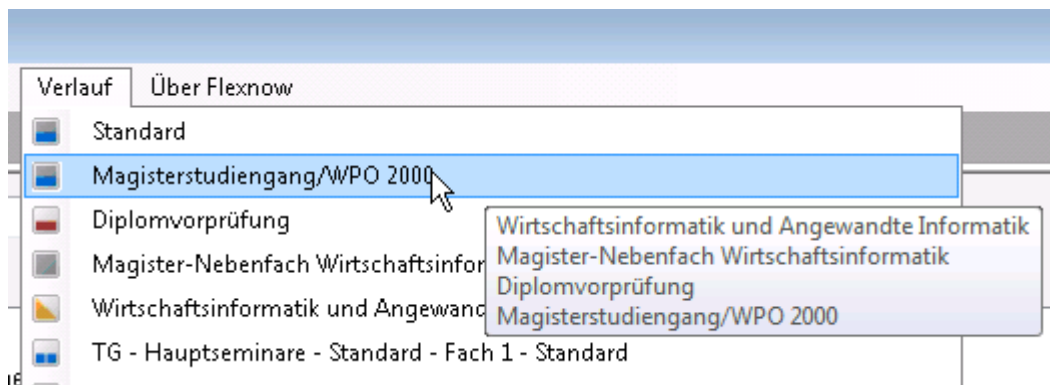 Verlauf Über Flexnow
Standard
Magisterstudiengang/WPO 2000
Diplomvorprüfung
Magister-Nebenfach Wirtschaftsinfor
Wirtschaftsinformatik und Angewand
TG - Hauptseminare - Standard - Fach 1 - Standard
Wirtschaftsinformatik und Angewandte Informatik
Magister-Nebenfach Wirtschaftsinformatik
Diplomvorprüfung
Magisterstudiengang/WPO 2000